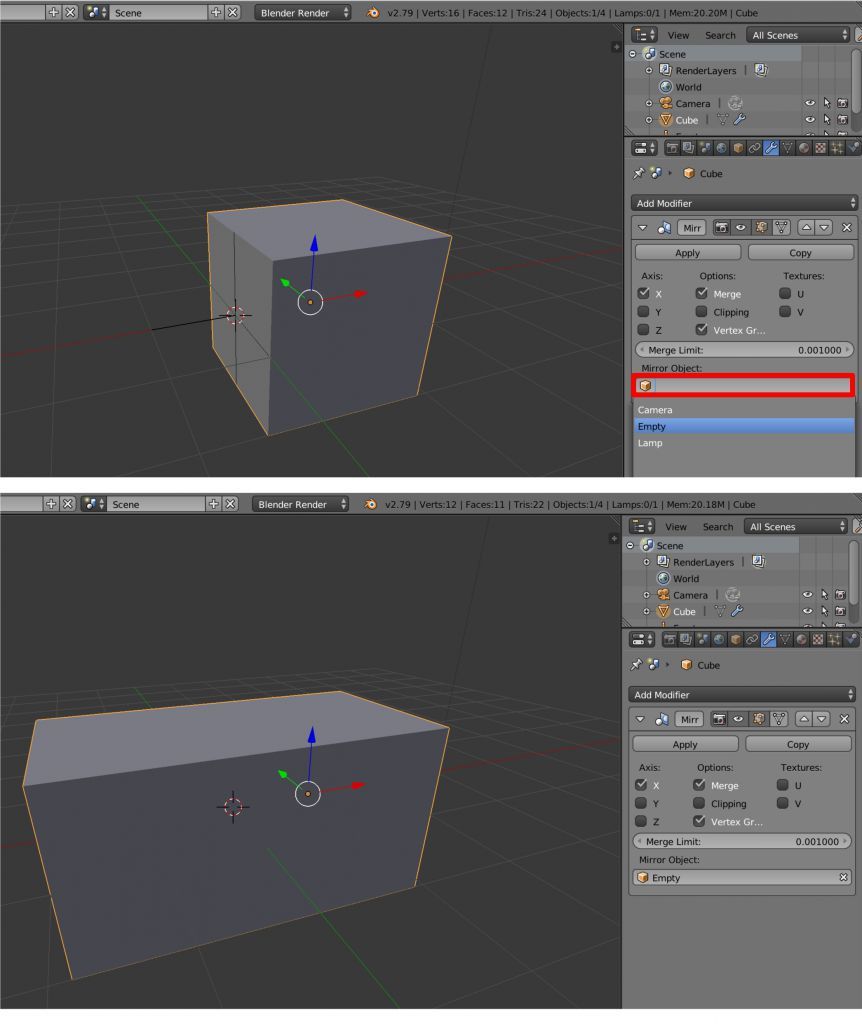 Scene Blender Render v2.79 | Verts:16 | Faces:12 | Tris:24 | Objects:1/4 | Lamps:0/1 | Mem:20.20M | Cube
View Search All Scenes
Scene
RenderLayers |
World
Camera |
Cube |
Cube
Add Modifier
Mirr
Apply Copy
Axis: Options: Textures:
X Merge U
Y Clipping V
Z Vertex Gr...
Merge Limit: 0.001000
Mirror Object:
Camera
Empty
Lamp
Scene Blender Render v2.79 | Verts:12 | Faces:11 | Tris:22 | Objects:1/4 | Lamps:0/1 | Mem:20.18M | Cube
View Search All Scenes
Scene
RenderLayers |
World
Camera |
Cube |
Cube
Add Modifier
Mirr
Apply Copy
Axis: Options: Textures:
X Merge U
Y Clipping V
Z Vertex Gr...
Merge Limit: 0.001000
Mirror Object:
Empty